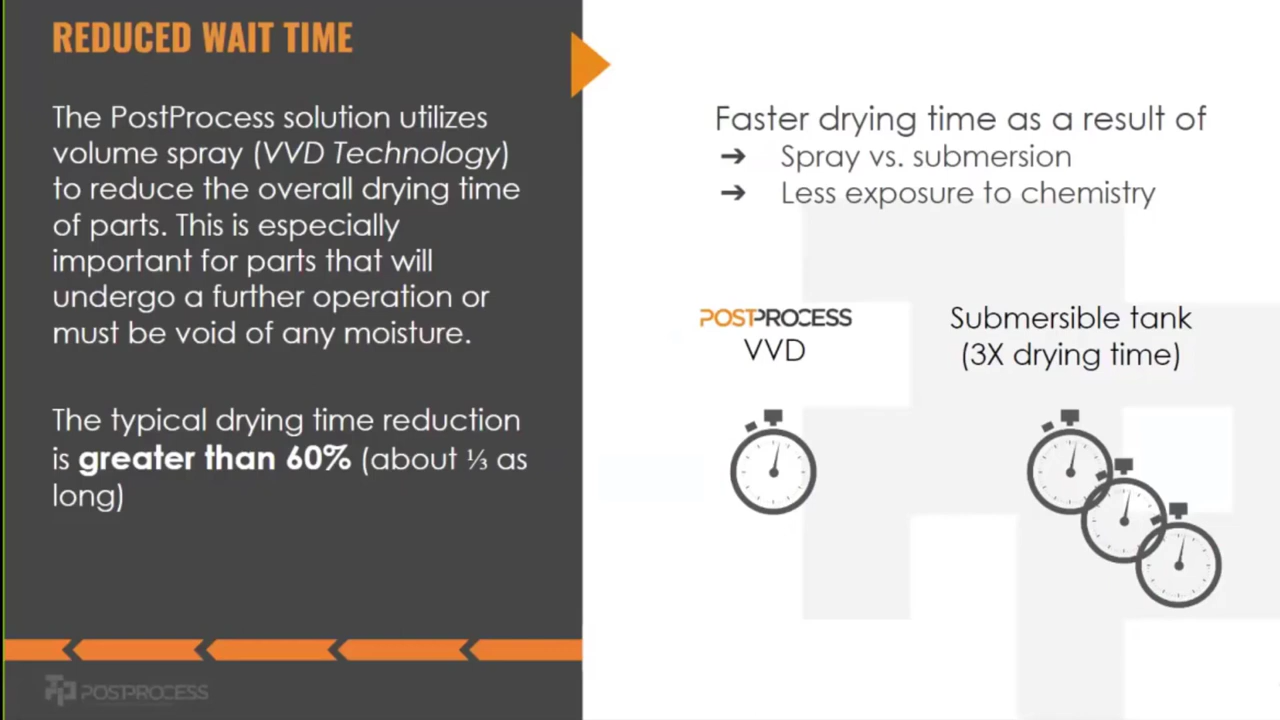 REDUCED WAIT TIME
The PostProcess solution utilizes
volume spray (VVD Technology)
to reduce the overall drying time
of parts. This is especially
important for parts that will
undergo a further operation or
must be void of any moisture.
The typical drying time reduction
is greater than 60% (about ⅓ as
long)
POSTPROCESS
Faster drying time as a result of
➔ Spray vs. submersion
➔ Less exposure to chemistry
POSTPROCESS
VVD
Submersible tank
(3X drying time)